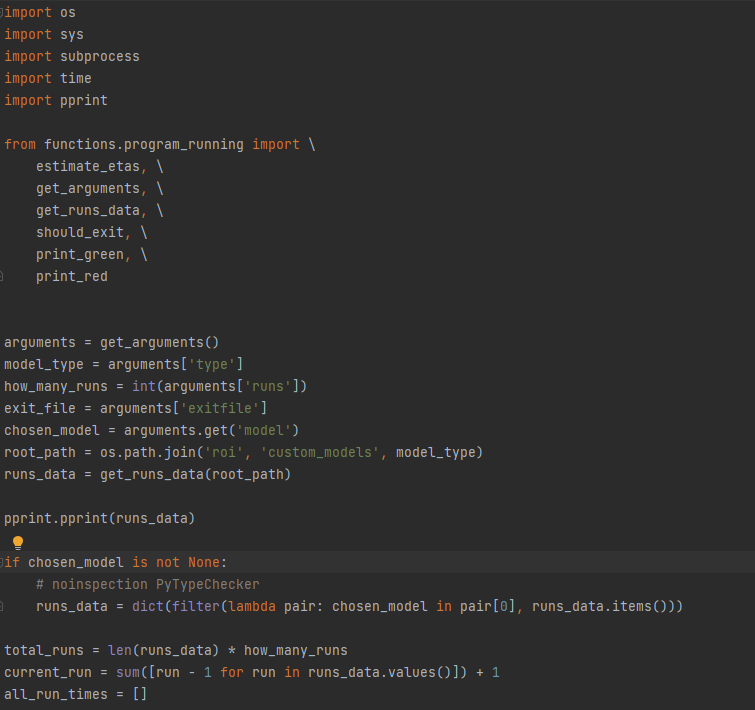 import os
import sys
import subprocess
import time
import pprint

from functions.program_running import \
    estimate_etas, \
    get_arguments, \
    get_runs_data, \
    should_exit, \
    print_green, \
    print_red


arguments = get_arguments()
model_type = arguments['type']
how_many_runs = int(arguments['runs'])
exit_file = arguments['exitfile']
chosen_model = arguments.get('model')
root_path = os.path.join('roi', 'custom_models', model_type)
runs_data = get_runs_data(root_path)

pprint.pprint(runs_data)

if chosen_model is not None:
    # noinspection PyTypeChecker
    runs_data = dict(filter(lambda pair: chosen_model in pair[0], runs_data.items()))

total_runs = len(runs_data) * how_many_runs
current_run = sum([run - 1 for run in runs_data.values()]) + 1
all_run_times = []